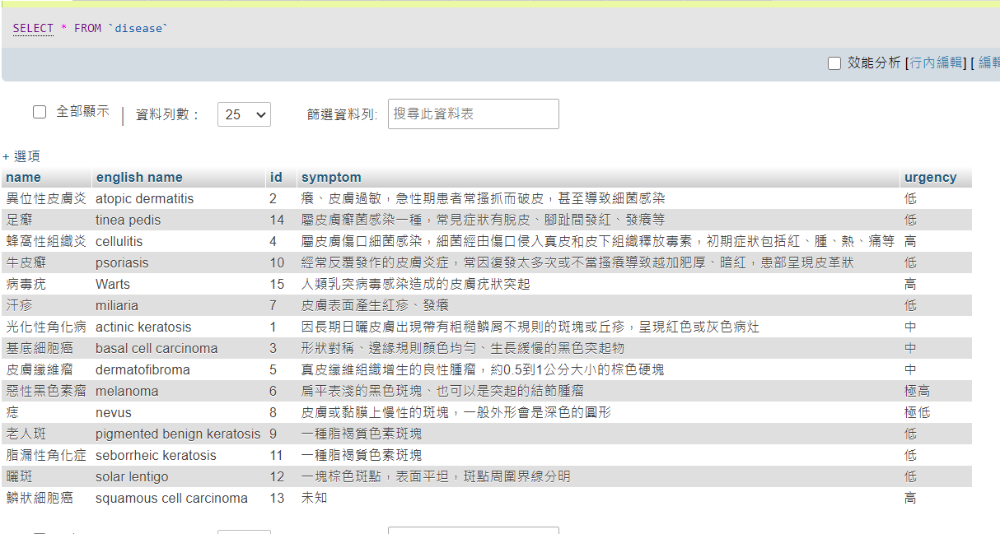 SELECT * FROM `disease`
效能分析 [行內編輯] [ 編輯
全部顯示 資料列數： 25 篩選資料列: 搜尋此資料表
+ 選項
name english name id symptom urgency
異位性皮膚炎 atopic dermatitis 2 癢、皮膚過敏，急性期患者常搔抓而破皮，甚至導致細菌感染 低
足癬 tinea pedis 14 屬皮膚癬菌感染一種，常見症狀有脫皮、腳趾間發紅、發癢等 低
蜂窩性組織炎 cellulitis 4 屬皮膚傷口細菌感染，細菌經由傷口侵入真皮和皮下組織釋放毒素，初期症狀包括紅、腫、熱、痛等 高
牛皮癬 psoriasis 10 經常反覆發作的皮膚炎症，常因復發太多次或不當搔癢導致越加肥厚、暗紅，患部呈現皮革狀 低
病毒疣 Warts 15 人類乳突病毒感染造成的皮膚疣狀突起 高
汗疹 miliaria 7 皮膚表面產生紅疹、發癢 低
光化性角化病 actinic keratosis 1 因長期日曬皮膚出現帶有粗糙鱗屑不規則的斑塊或丘疹，呈現紅色或灰色病灶 中
基底細胞癌 basal cell carcinoma 3 形狀對稱、邊緣規則顏色均勻、生長緩慢的黑色突起物 中
皮膚纖維瘤 dermatofibroma 5 真皮纖維組織增生的良性腫瘤，約0.5到1公分大小的棕色硬塊 中
惡性黑色素瘤 melanoma 6 扁平表淺的黑色斑塊、也可以是突起的結節腫瘤 極高
痣 nevus 8 皮膚或黏膜上慢性的斑塊，一般外形會是深色的圓形 極低
老人斑 pigmented benign keratosis 9 一種脂褐質色素斑塊 低
脂漏性角化症 seborrheic keratosis 11 一種脂褐質色素斑塊 低
曬斑 solar lentigo 12 一塊棕色斑點，表面平坦，斑點周圍界線分明 低
鱗狀細胞癌 squamous cell carcinoma 13 未知 高